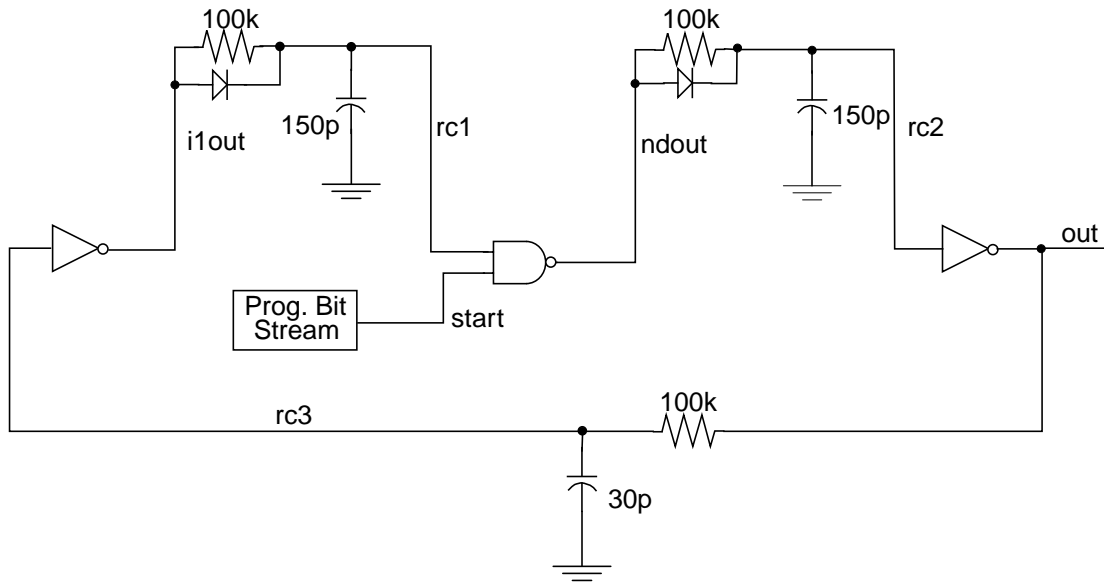 100k
100k
150p
rc1
150p
rc2
i1out
ndout
out
Prog. Bit
Stream
start
100k
rc3
30p